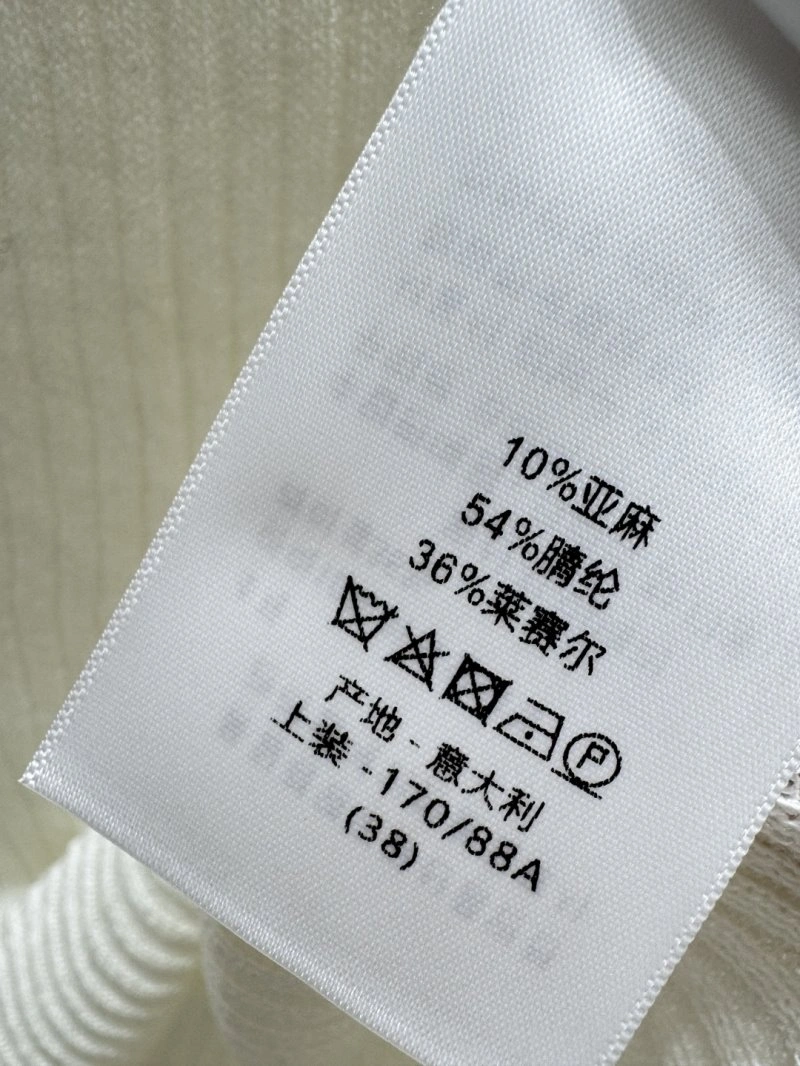 10%亚麻
54%腈纶
36%莱赛尔
P
产地 - 意大利
上装 -170/88A
(38)